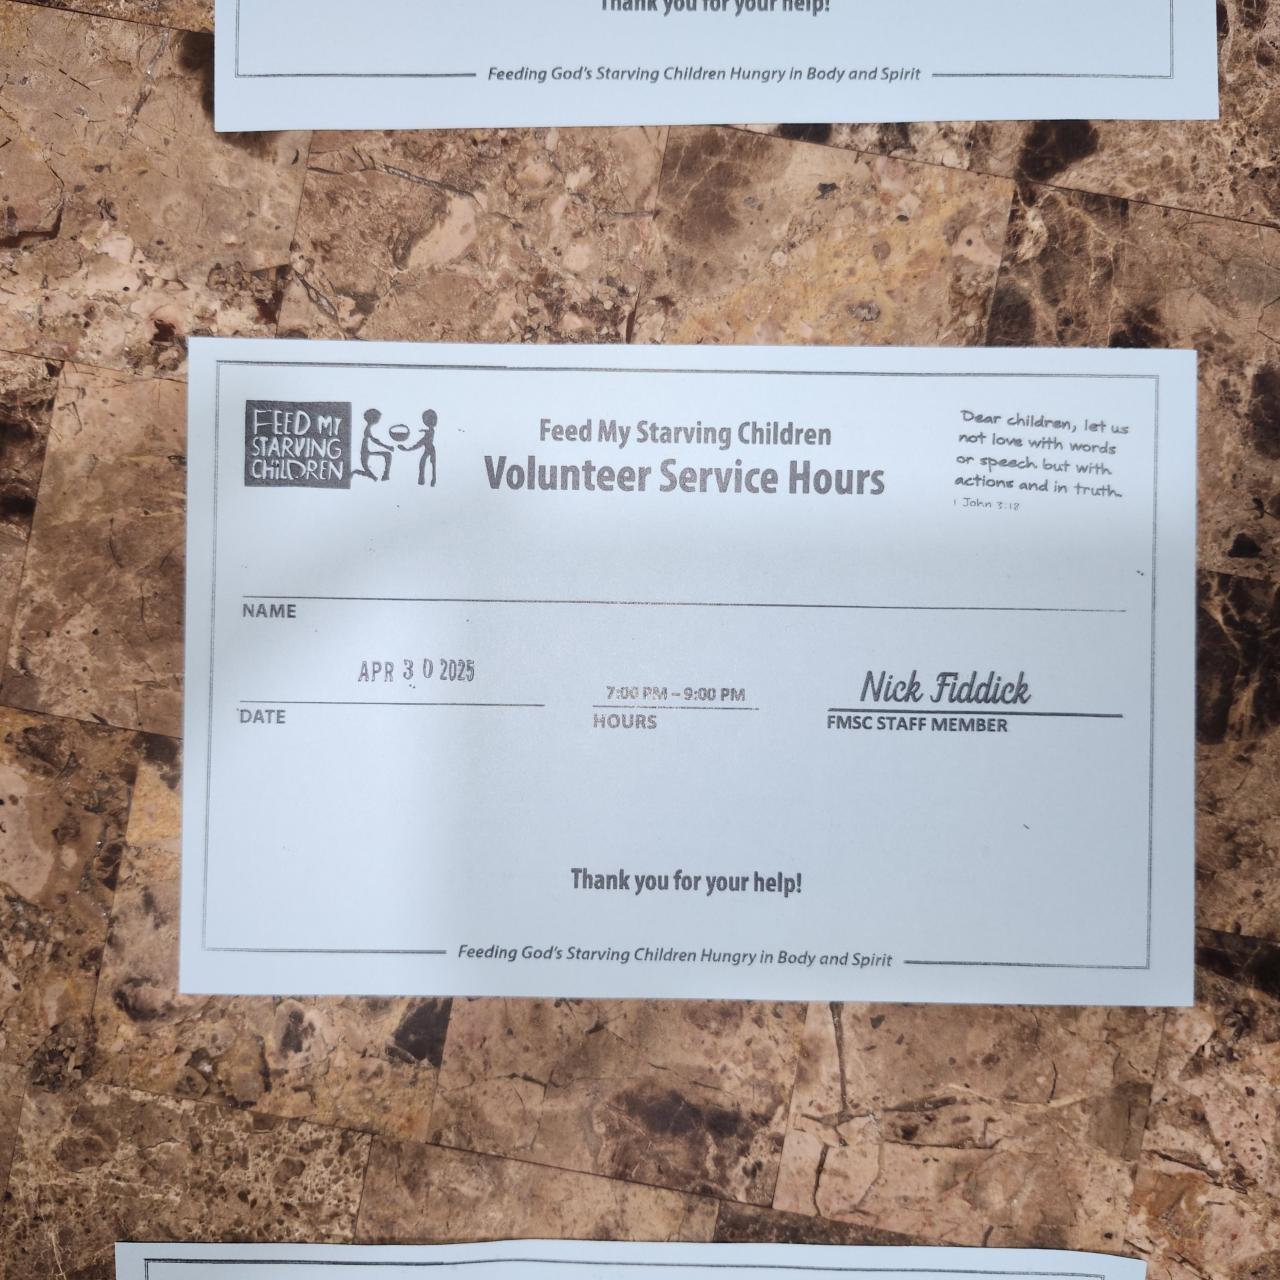 Thank you for your help!
Feeding God's Starving Children Hungry in Body and Spirit
FEED MY
STARVING
CHILDREN
Feed My Starving Children
Volunteer Service Hours
Dear children, let us
not love with words
or speech but with
actions and in truth.
1 John 3:18
NAME
APR 30 2025
DATE
7:00 PM – 9:00 PM
HOURS
Nick Fiddick
FMSC STAFF MEMBER
Thank you for your help!
Feeding God's Starving Children Hungry in Body and Spirit